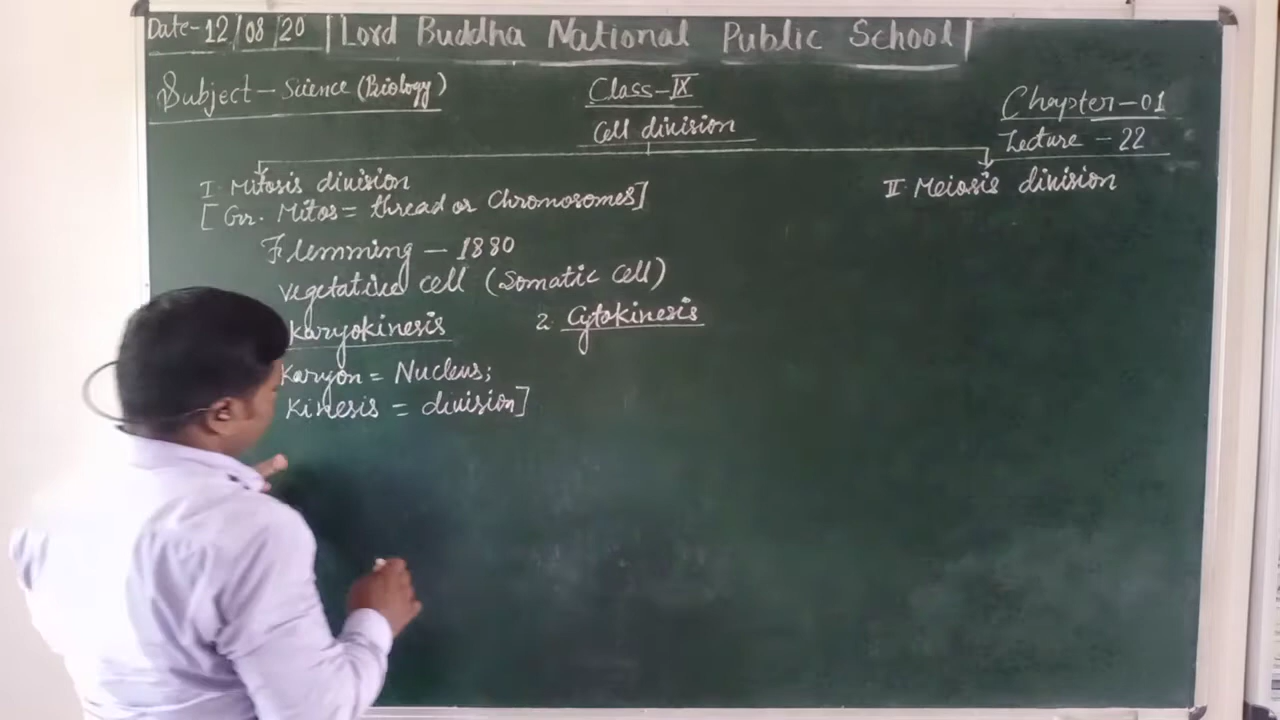 Date-12/08/20 | Lord Buddha National Public School |
Subject - Science (Biology)
Class-IX
Chapter-01
Cell division
Lecture - 22
I. Mitosis division
II. Meiosis division
[Gr. Mitos = thread or Chromosomes]
Flemming - 1880
Vegetative cell (Somatic cell)
Karyokinesis
2. Cytokinesis
Karyon = Nucleus;
Kinesis = division]